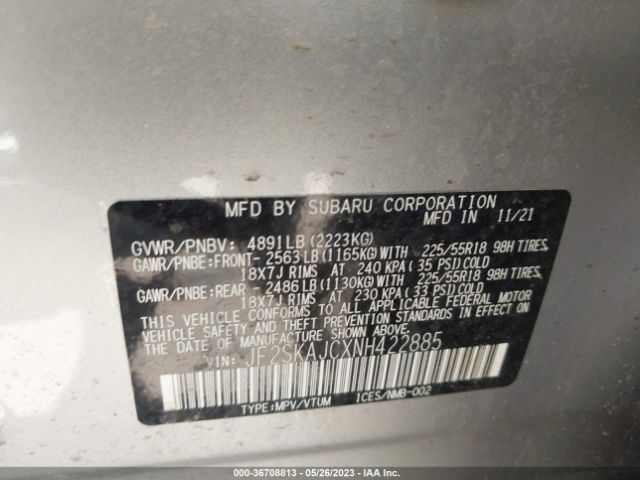 MFD BY SUBARU CORPORATION
MFD IN 11/21
GVWR/PNBV: 4891LB(2223KG)
GAWR/PNBE:FRONT-2563LB(1165KG)WITH 225/55R18 98H TIRES,
18X7J RIMS AT 240 KPA(35 PSI)COLD
GAWR/PNBE:REAR -2486LB(1130KG)WITH 225/55R18 98H TIRES,
18X7J RIMS AT 230 KPA(33 PSI)COLD
THIS VEHICLE CONFORMS TO ALL APPLICABLE FEDERAL MOTOR
VEHICLE SAFETY AND THEFT PREVENTION STANDARDS IN EFFECT
ON THE DATE OF MANUFACTURE SHOWN ABOVE.
VIN: JF2SKAJCXNH422885
TYPE:MPV/VTUM ICES/NMB-002
000-36708813 - 05/26/2023 - IAA Inc.